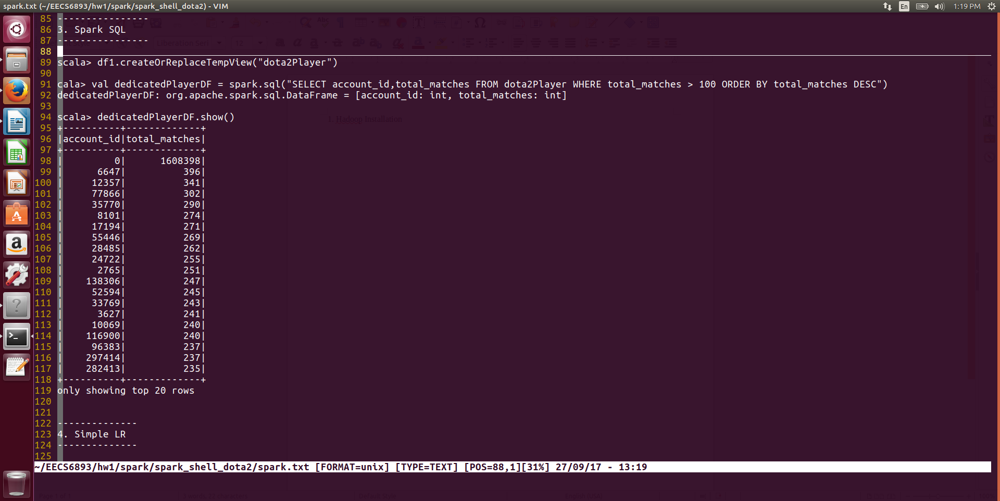 spark.txt (~/EECS6893/hw1/spark/spark_shell_dota2) - VIM
En
1:19 PM
85 ----------------
86 3. Spark SQL
87 ----------------
88
89 scala> df1.createOrReplaceTempView("dota2Player")
90
91 cala> val dedicatedPlayerDF = spark.sql("SELECT account_id,total_matches FROM dota2Player WHERE total_matches > 100 ORDER BY total_matches DESC")
92 dedicatedPlayerDF: org.apache.spark.sql.DataFrame = [account_id: int, total_matches: int]
93
94 scala> dedicatedPlayerDF.show()
1. Hadoop Installation
95 +----------+-------------+
96 |account_id|total_matches|
97 +----------+-------------+
98 |         0|      1608398|
99 |      6647|          396|
100 |     12357|          341|
101 |     77866|          302|
102 |     35770|          290|
103 |      8101|          274|
104 |     17194|          271|
105 |     55446|          269|
106 |     28485|          262|
107 |     24722|          255|
108 |      2765|          251|
109 |    138306|          247|
110 |     52594|          245|
111 |     33769|          243|
112 |      3627|          241|
113 |     10069|          240|
114 |    116900|          240|
115 |     96383|          237|
116 |    297414|          237|
117 |    282413|          235|
118 +----------+-------------+
119 only showing top 20 rows
120
121
122 --------------
123 4. Simple LR
124 --------------
125
~/EECS6893/hw1/spark/spark_shell_dota2/spark.txt [FORMAT=unix] [TYPE=TEXT] [POS=88,1][31%] 27/09/17 - 13:19